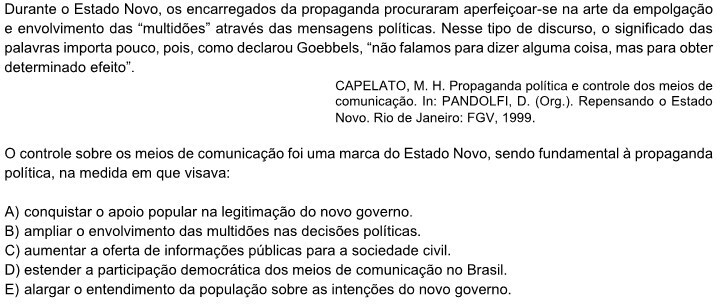 Durante o Estado Novo, os encarregados da propaganda procuraram aperfeiçoar-se na arte da empolgação
e envolvimento das “multidões” através das mensagens políticas. Nesse tipo de discurso, o significado das
palavras importa pouco, pois, como declarou Goebbels, “não falamos para dizer alguma coisa, mas para obter
determinado efeito”.
CAPELATO, M. H. Propaganda política e controle dos meios de
comunicação. In: PANDOLFI, D. (Org.). Repensando o Estado
Novo. Rio de Janeiro: FGV, 1999.
O controle sobre os meios de comunicação foi uma marca do Estado Novo, sendo fundamental à propaganda
política, na medida em que visava:
A) conquistar o apoio popular na legitimação do novo governo.
B) ampliar o envolvimento das multidões nas decisões políticas.
C) aumentar a oferta de informações públicas para a sociedade civil.
D) estender a participação democrática dos meios de comunicação no Brasil.
E) alargar o entendimento da população sobre as intenções do novo governo.